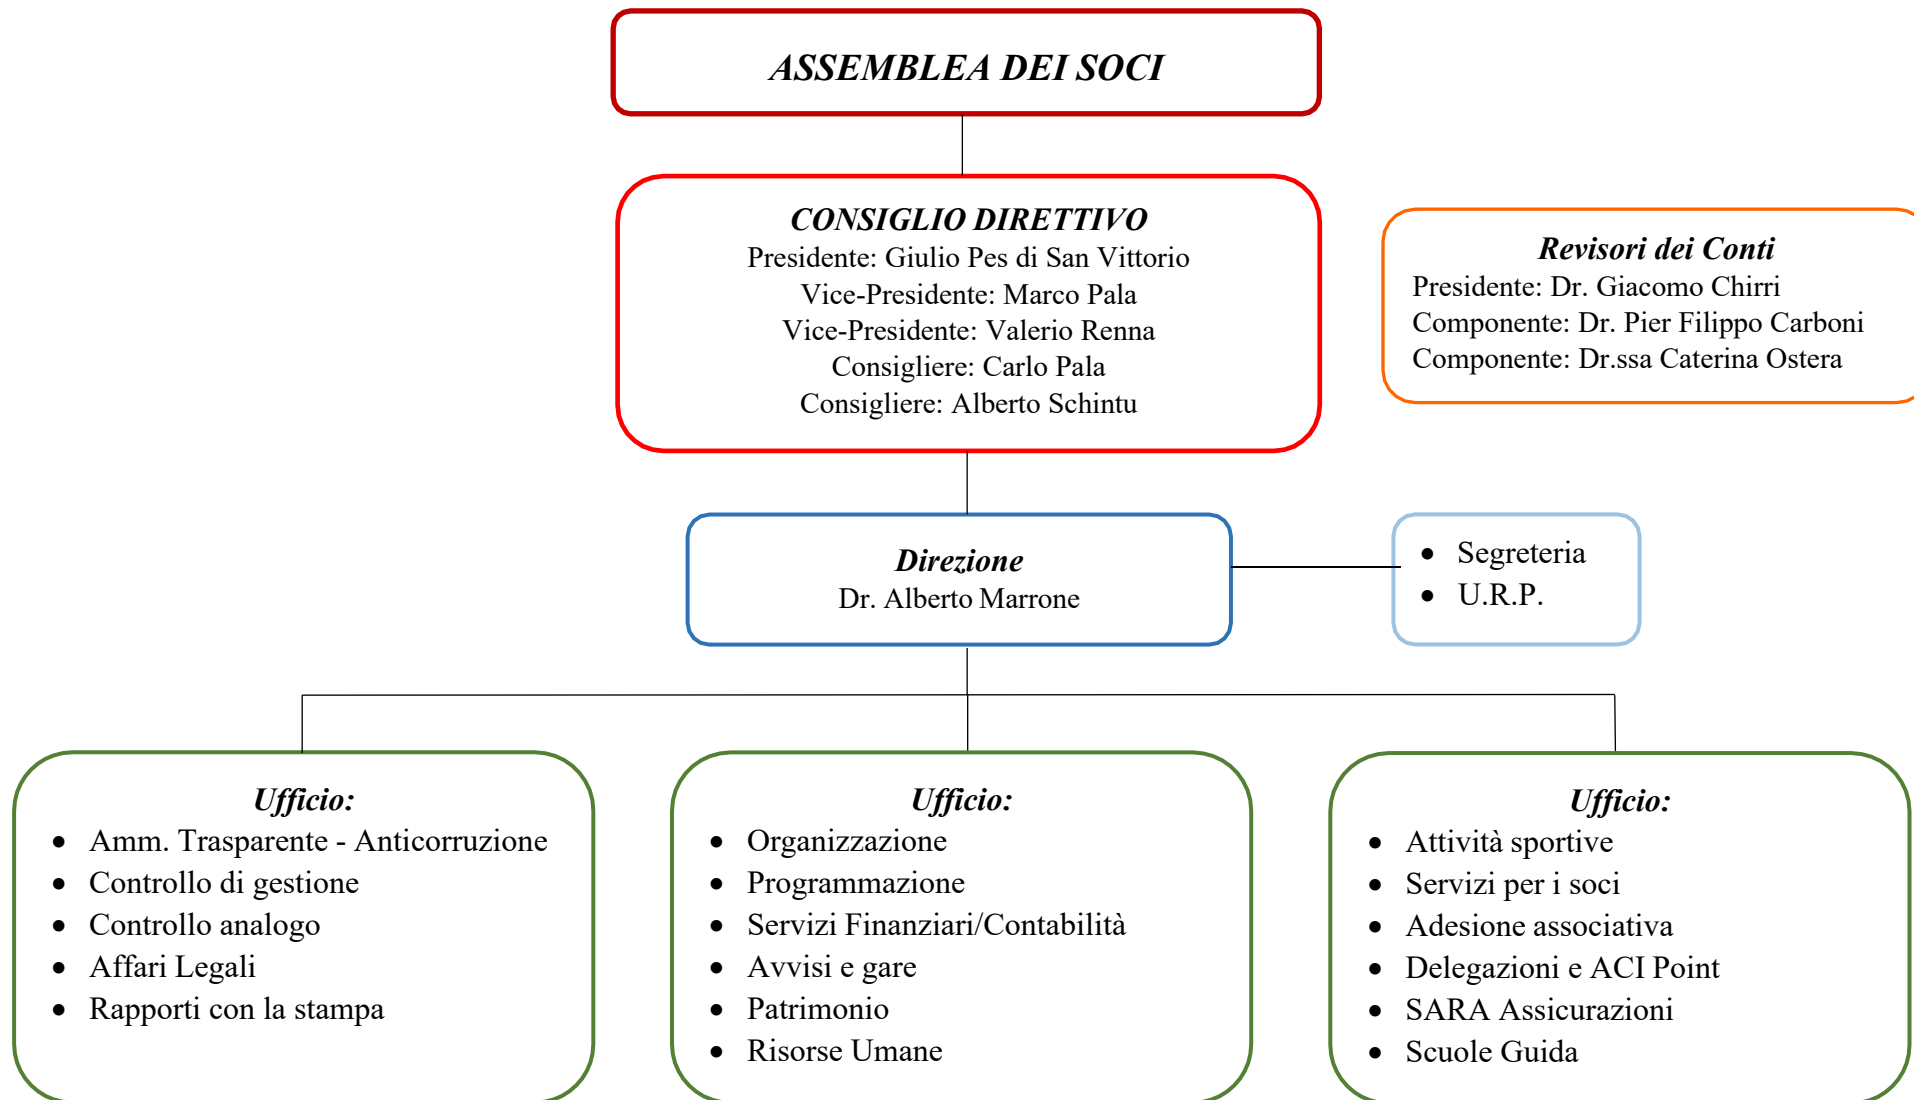 ASSEMBLEA DEI SOCI
CONSIGLIO DIRETTIVO
Presidente: Giulio Pes di San Vittorio
Vice-Presidente: Marco Pala
Vice-Presidente: Valerio Renna
Consigliere: Carlo Pala
Consigliere: Alberto Schintu
Revisori dei Conti
Presidente: Dr. Giacomo Chirri
Componente: Dr. Pier Filippo Carboni
Componente: Dr.ssa Caterina Ostera
Direzione
Dr. Alberto Marrone
• Segreteria
• U.R.P.
Ufficio:
• Amm. Trasparente - Anticorruzione
• Controllo di gestione
• Controllo analogo
• Affari Legali
• Rapporti con la stampa
Ufficio:
• Organizzazione
• Programmazione
• Servizi Finanziari/Contabilità
• Avvisi e gare
• Patrimonio
• Risorse Umane
Ufficio:
• Attività sportive
• Servizi per i soci
• Adesione associativa
• Delegazioni e ACI Point
• SARA Assicurazioni
• Scuole Guida